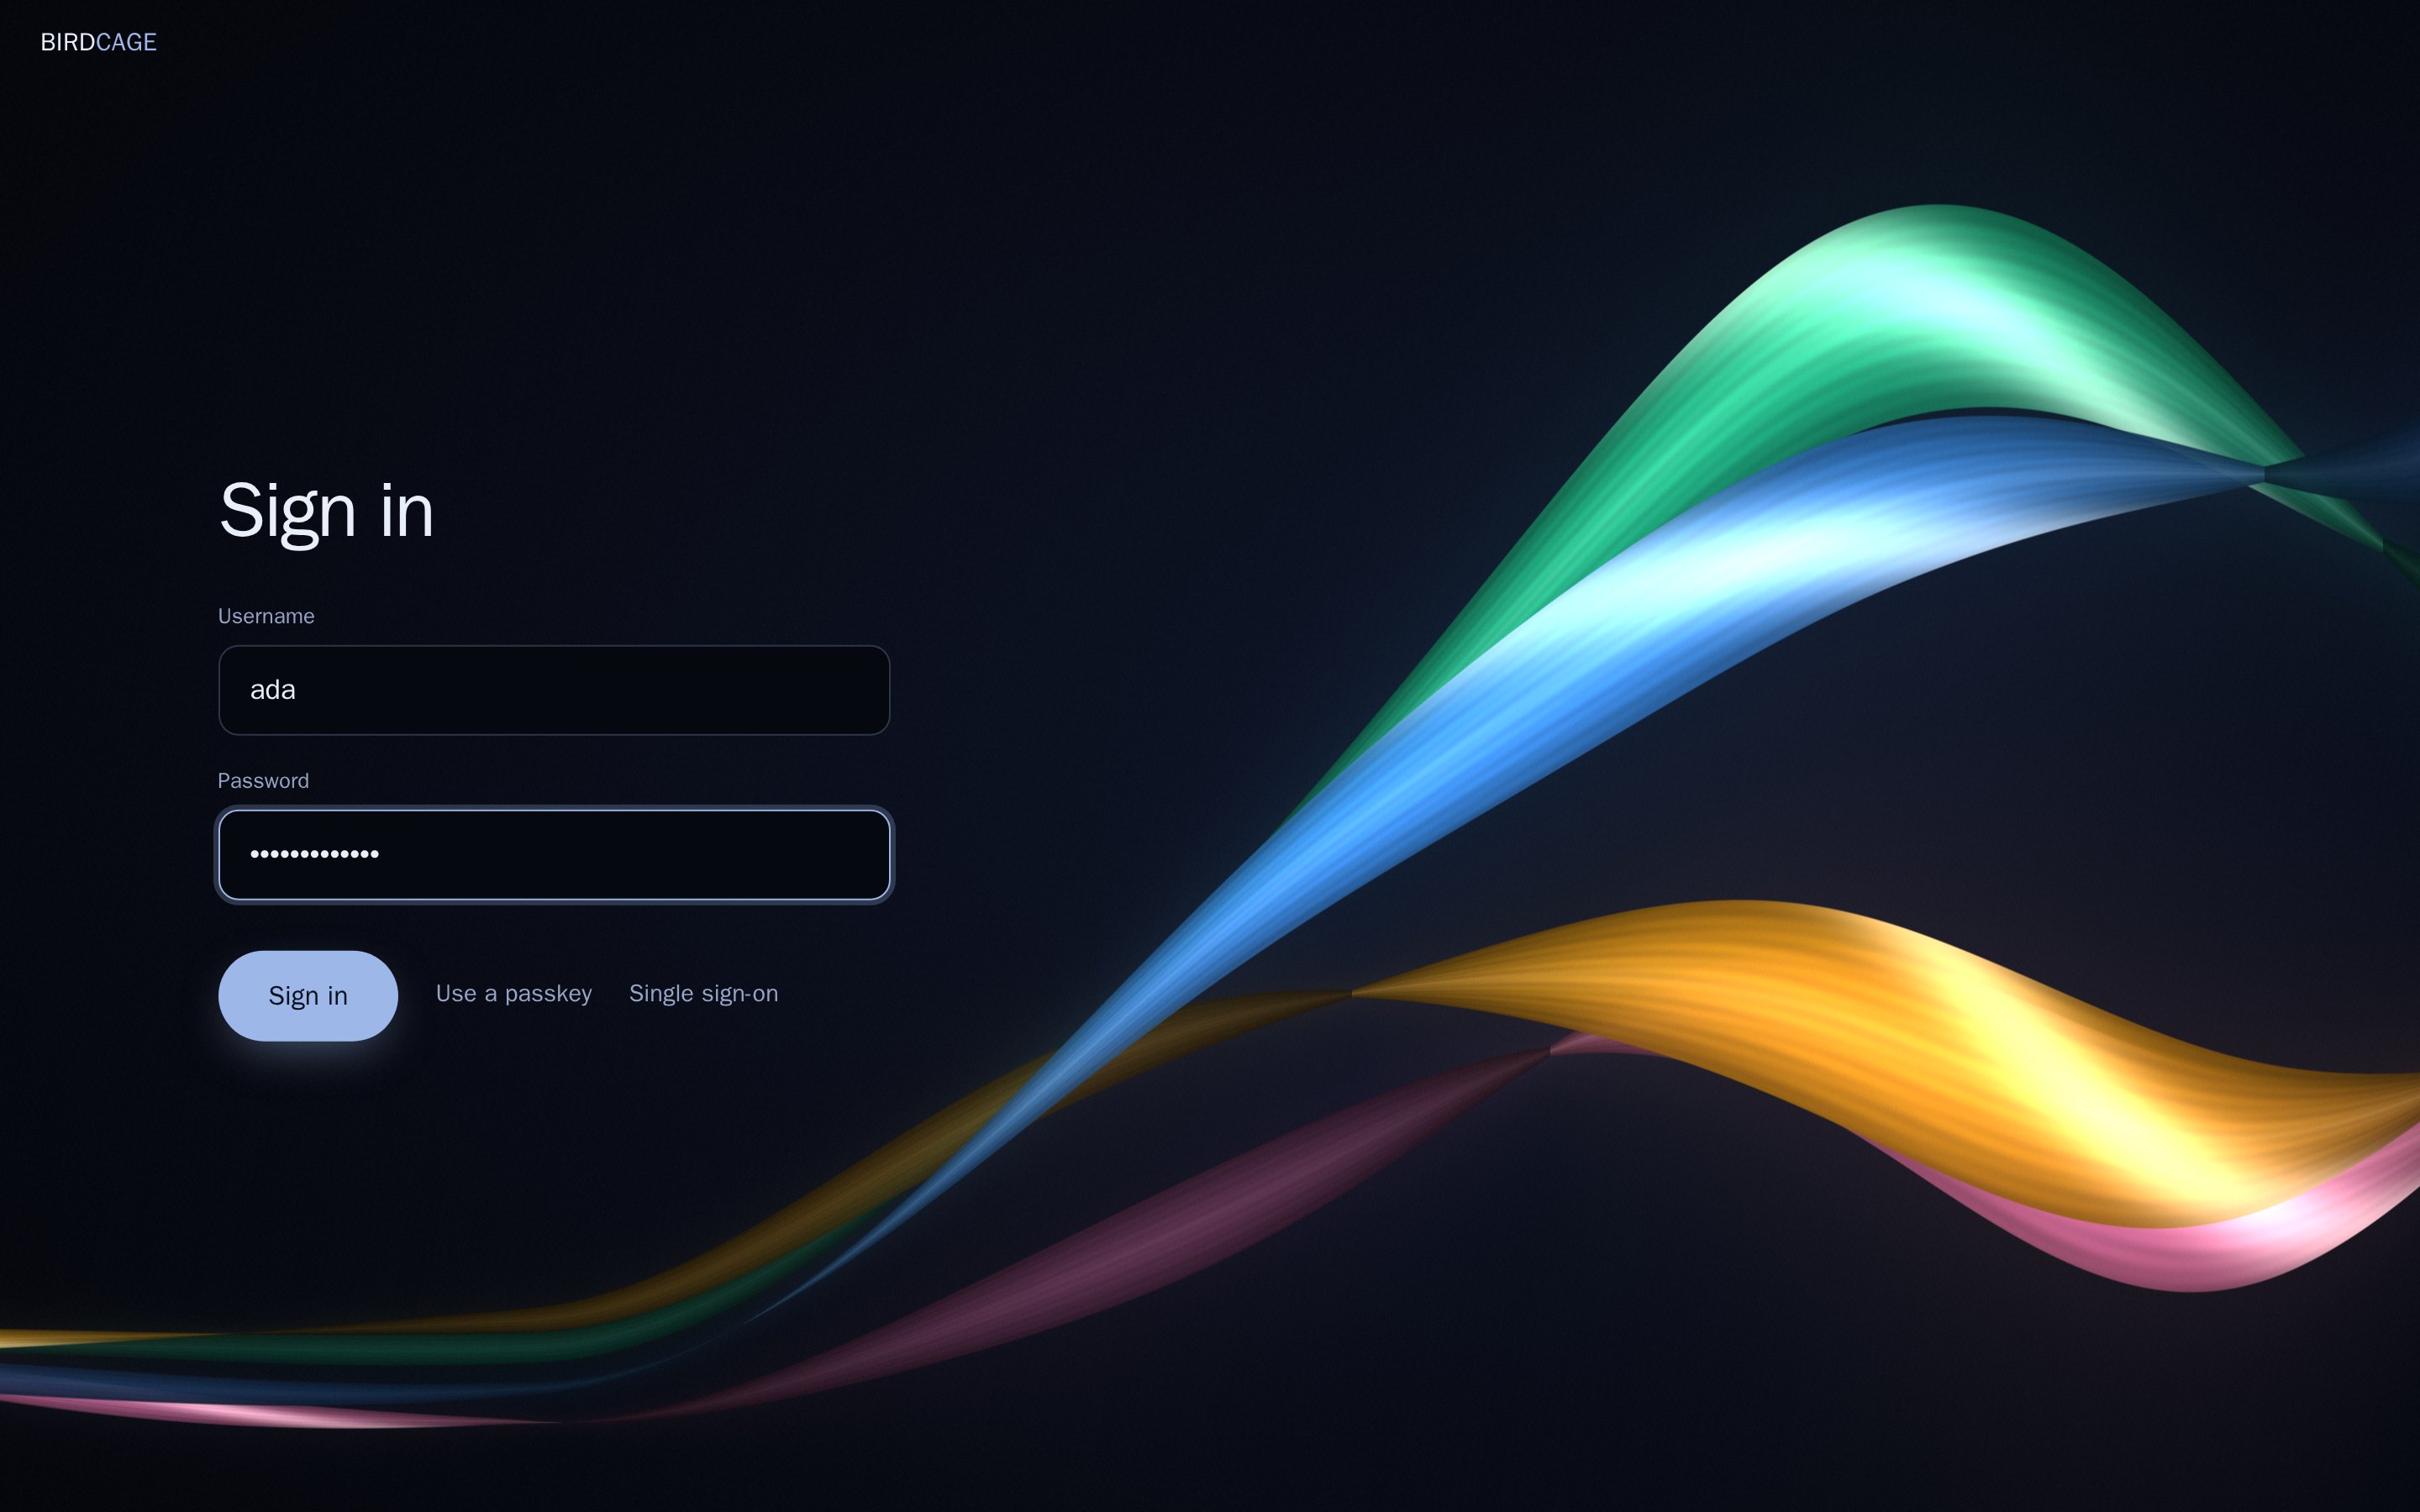 BIRDCAGE
Sign in
Username
ada
Password
•••••••••••••
Sign in Use a passkey Single sign-on